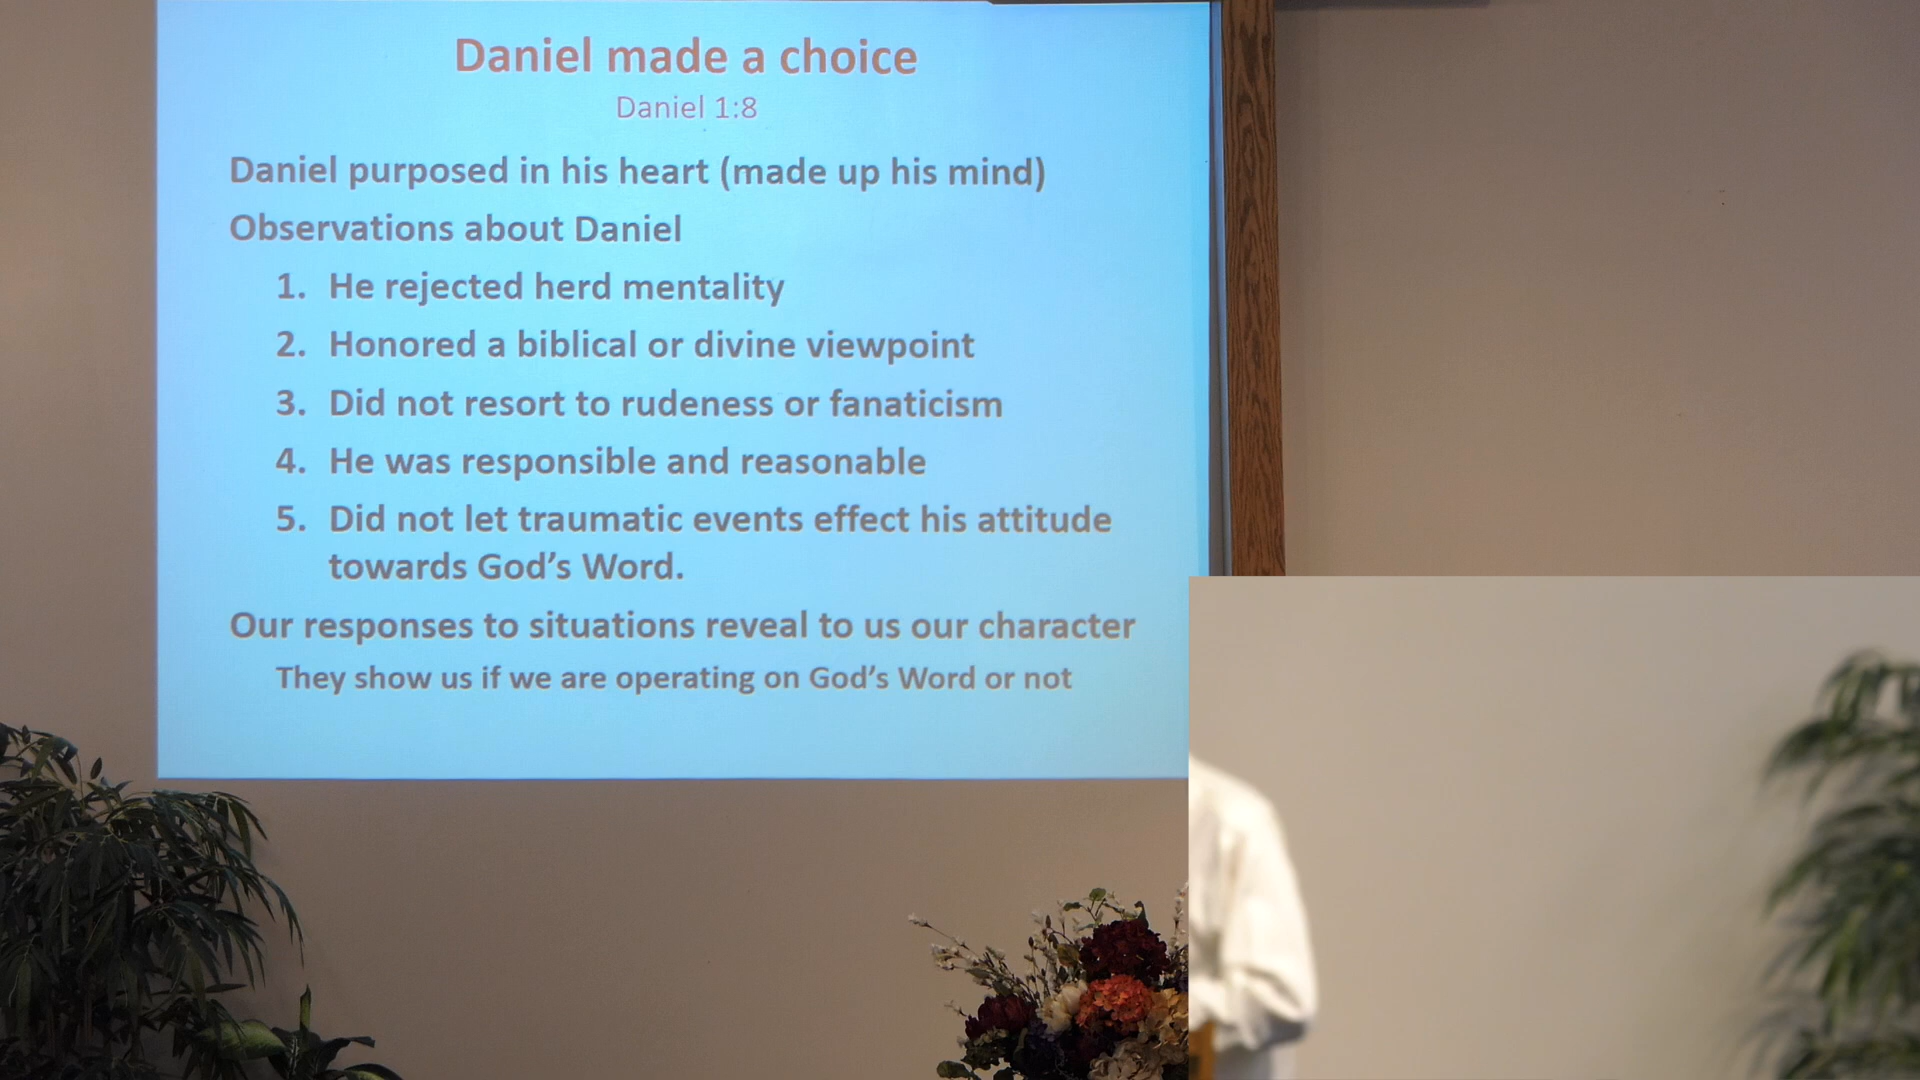 Daniel made a choice
Daniel 1:8
Daniel purposed in his heart (made up his mind)
Observations about Daniel
1. He rejected herd mentality
2. Honored a biblical or divine viewpoint
3. Did not resort to rudeness or fanaticism
4. He was responsible and reasonable
5. Did not let traumatic events effect his attitude
towards God’s Word.
Our responses to situations reveal to us our character
They show us if we are operating on God’s Word or not